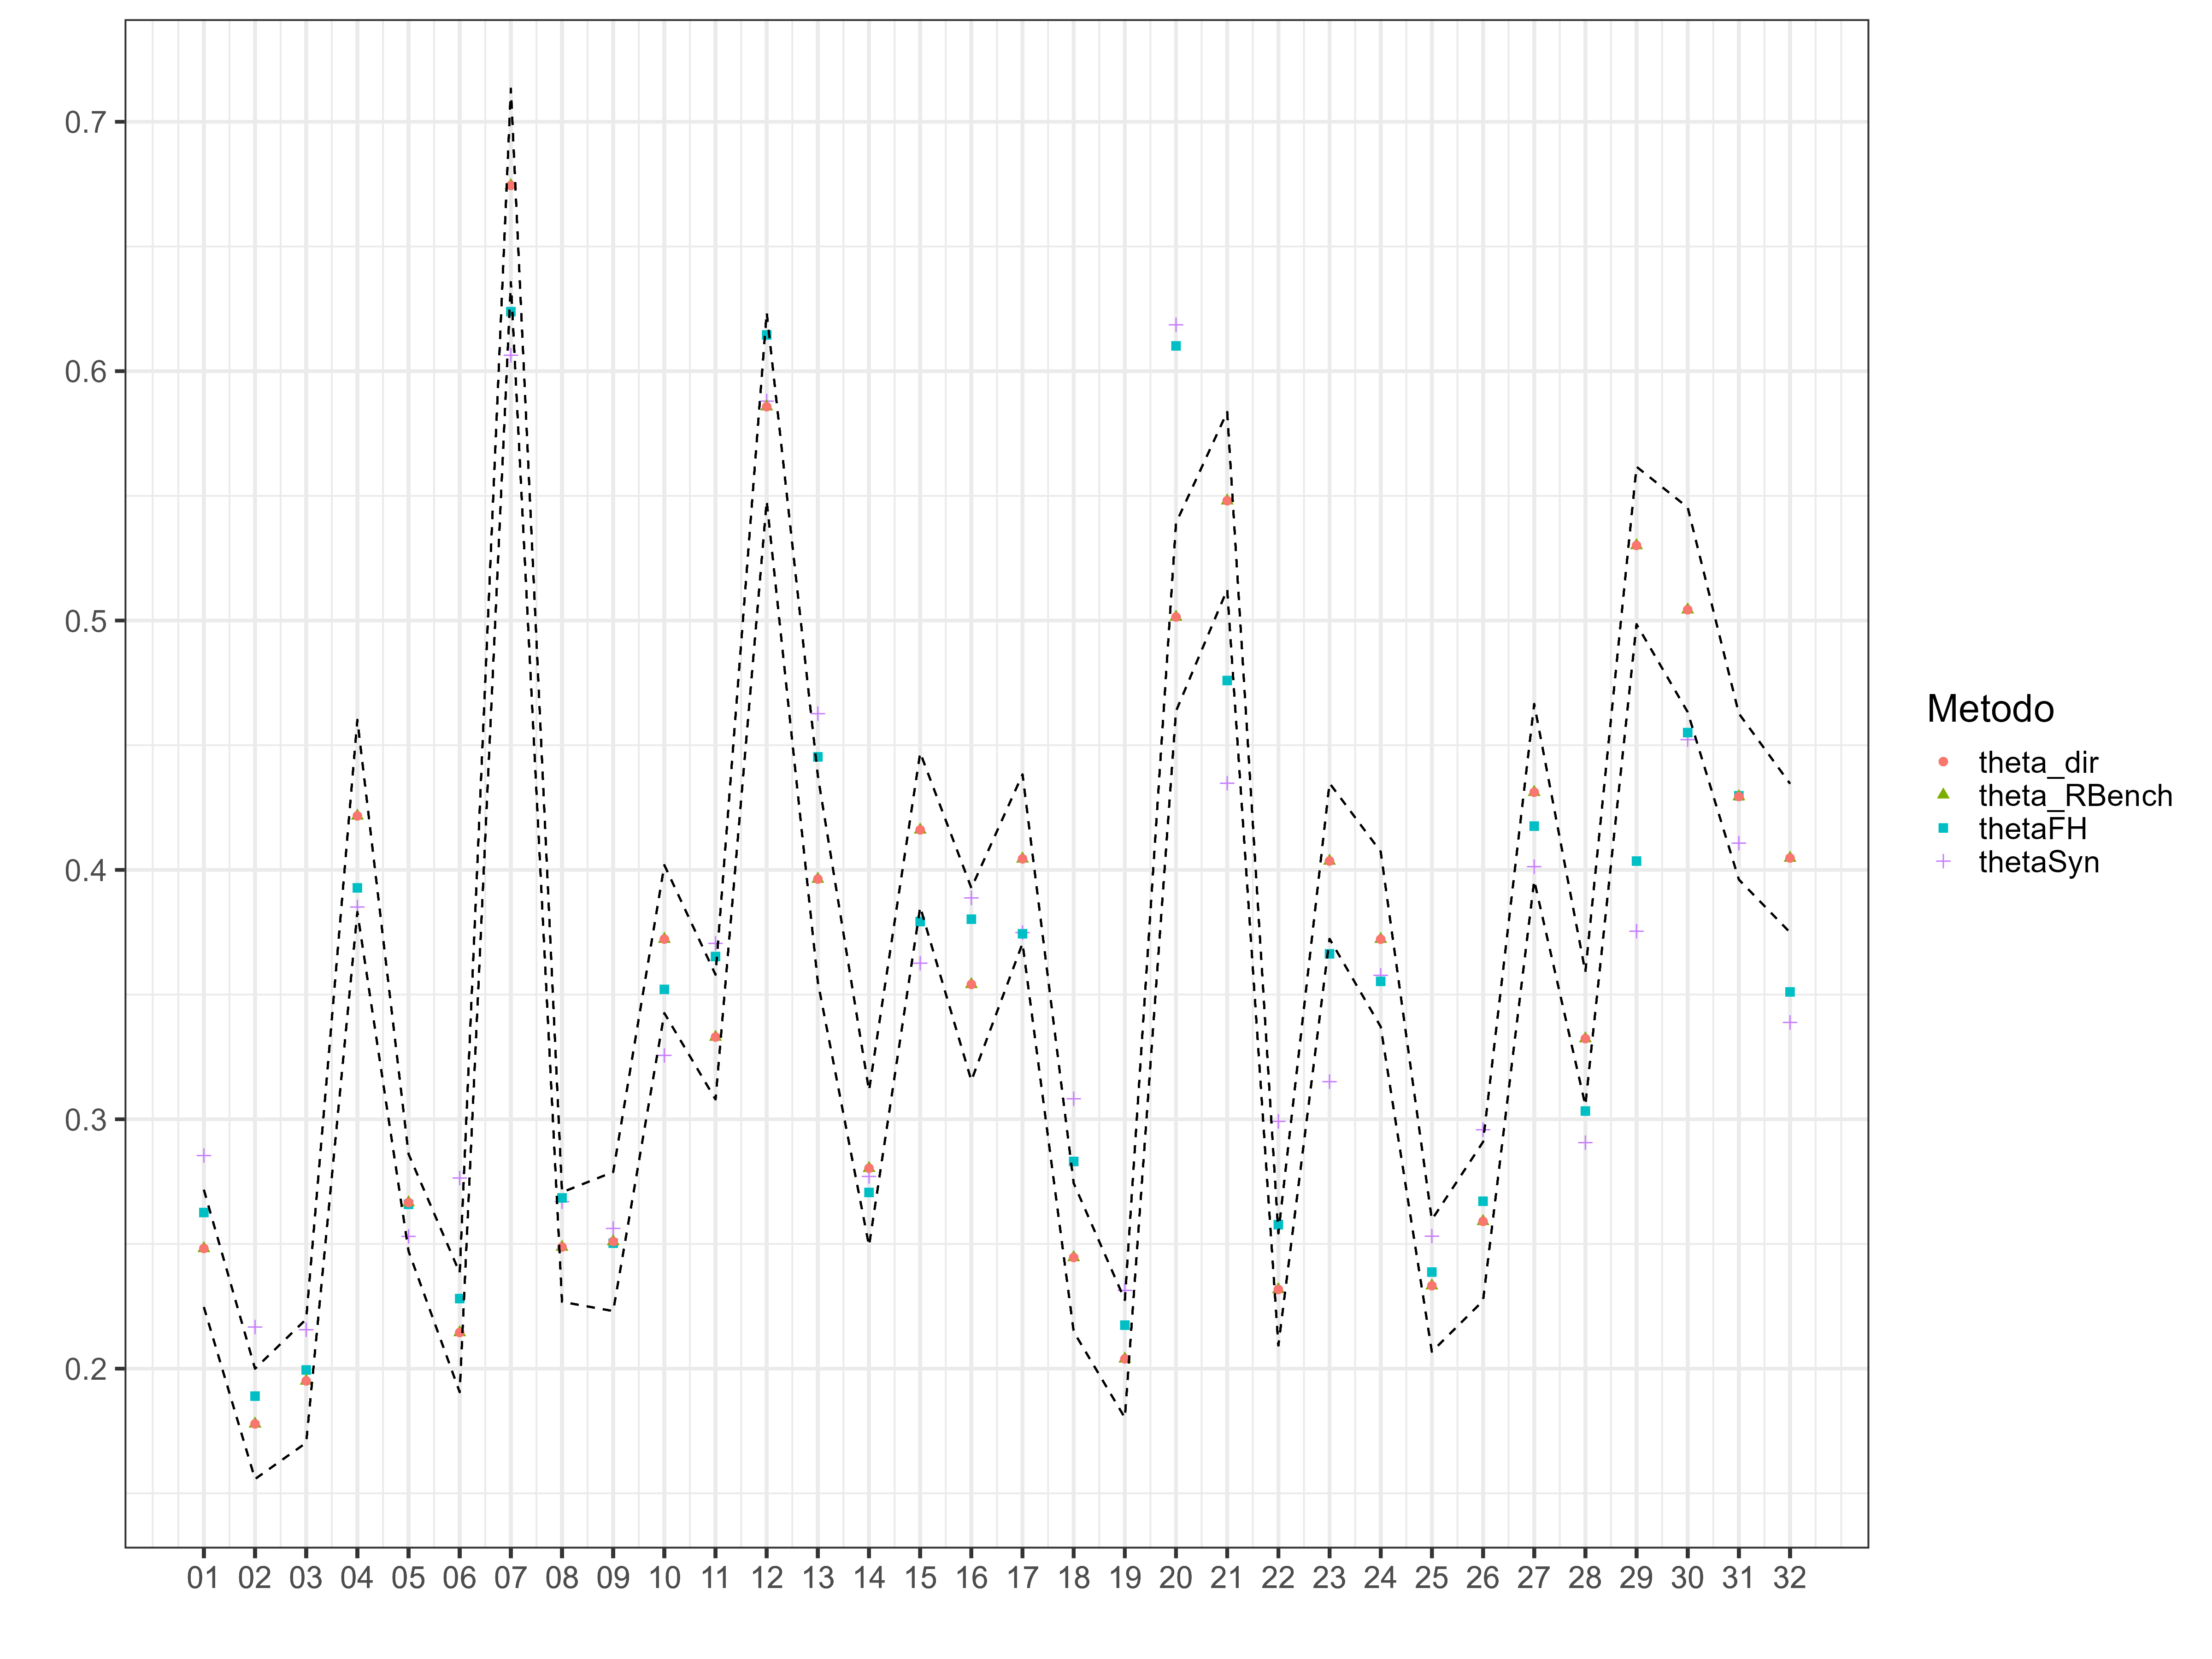 0.7
0.6
0.5
0.4
0.3
0.2
01 02 03 04 05 06 07 08 09 10 11 12 13 14 15 16 17 18 19 20 21 22 23 24 25 26 27 28 29 30 31 32
Metodo
theta_dir
theta_RBench
thetaFH
thetaSyn